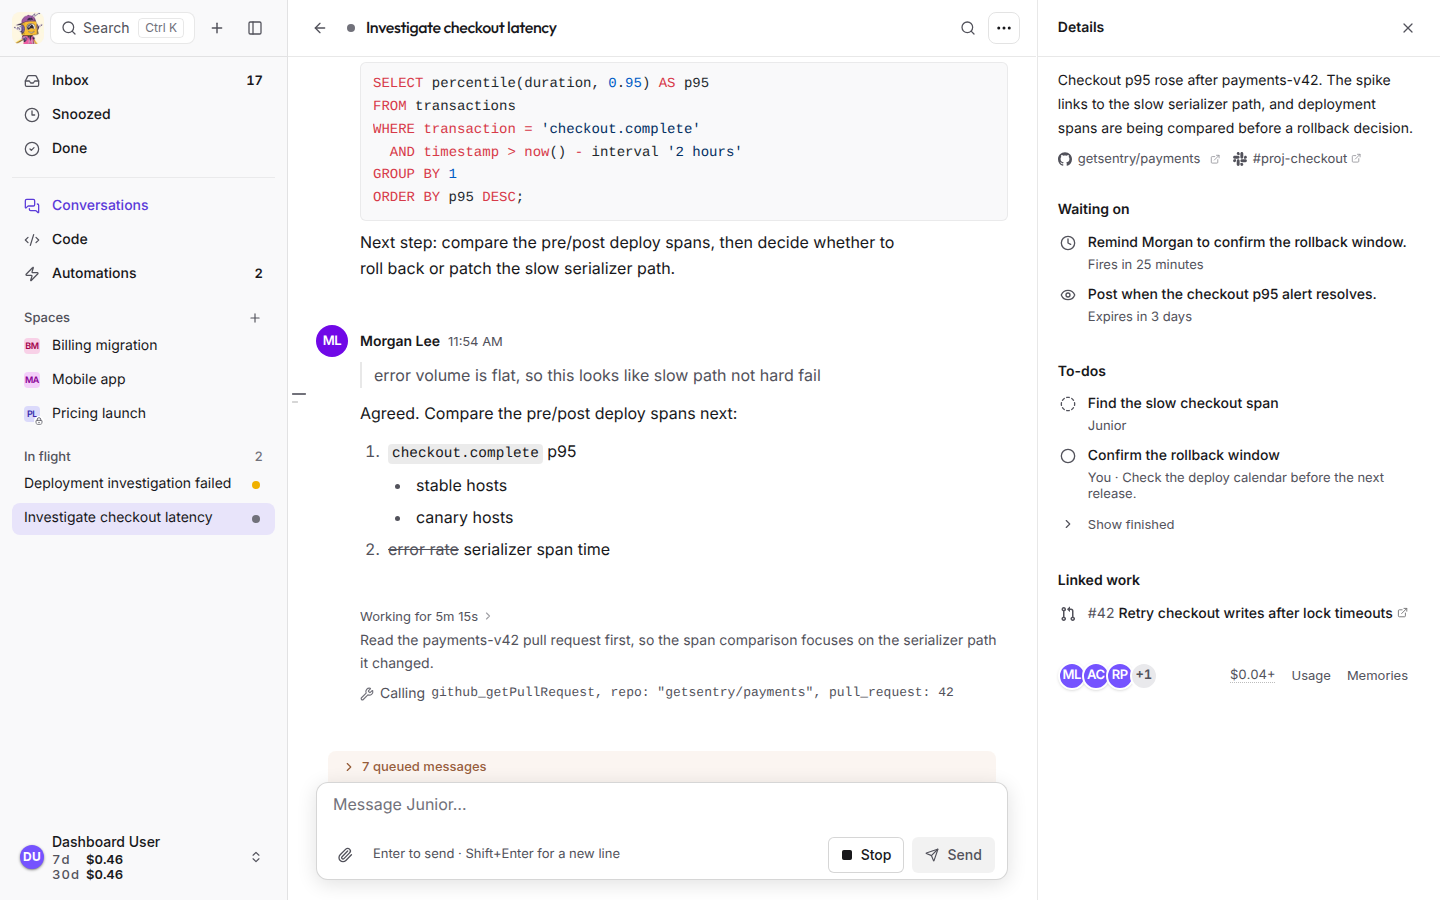 Search Ctrl K
Inbox 17
Snoozed
Done
Conversations
Code
Automations 2
Spaces
BM Billing migration
MA Mobile app
PL Pricing launch
In flight 2
Deployment investigation failed
Investigate checkout latency
DU Dashboard User
7d $0.46
30d $0.46
Investigate checkout latency
SELECT percentile(duration, 0.95) AS p95
FROM transactions
WHERE transaction = 'checkout.complete'
AND timestamp > now() - interval '2 hours'
GROUP BY 1
ORDER BY p95 DESC;
Next step: compare the pre/post deploy spans, then decide whether to
roll back or patch the slow serializer path.
ML Morgan Lee 11:54 AM
error volume is flat, so this looks like slow path not hard fail
Agreed. Compare the pre/post deploy spans next:
1. checkout.complete p95
• stable hosts
• canary hosts
2. error rate serializer span time
Working for 5m 15s
Read the payments-v42 pull request first, so the span comparison focuses on the serializer path
it changed.
Calling github_getPullRequest, repo: "getsentry/payments", pull_request: 42
7 queued messages
Message Junior...
Enter to send · Shift+Enter for a new line
Stop
Send
Details
Checkout p95 rose after payments-v42. The spike
links to the slow serializer path, and deployment
spans are being compared before a rollback decision.
getsentry/payments #proj-checkout
Waiting on
Remind Morgan to confirm the rollback window.
Fires in 25 minutes
Post when the checkout p95 alert resolves.
Expires in 3 days
To-dos
Find the slow checkout span
Junior
Confirm the rollback window
You · Check the deploy calendar before the next
release.
Show finished
Linked work
#42 Retry checkout writes after lock timeouts
ML AC RP +1 $0.04+ Usage Memories